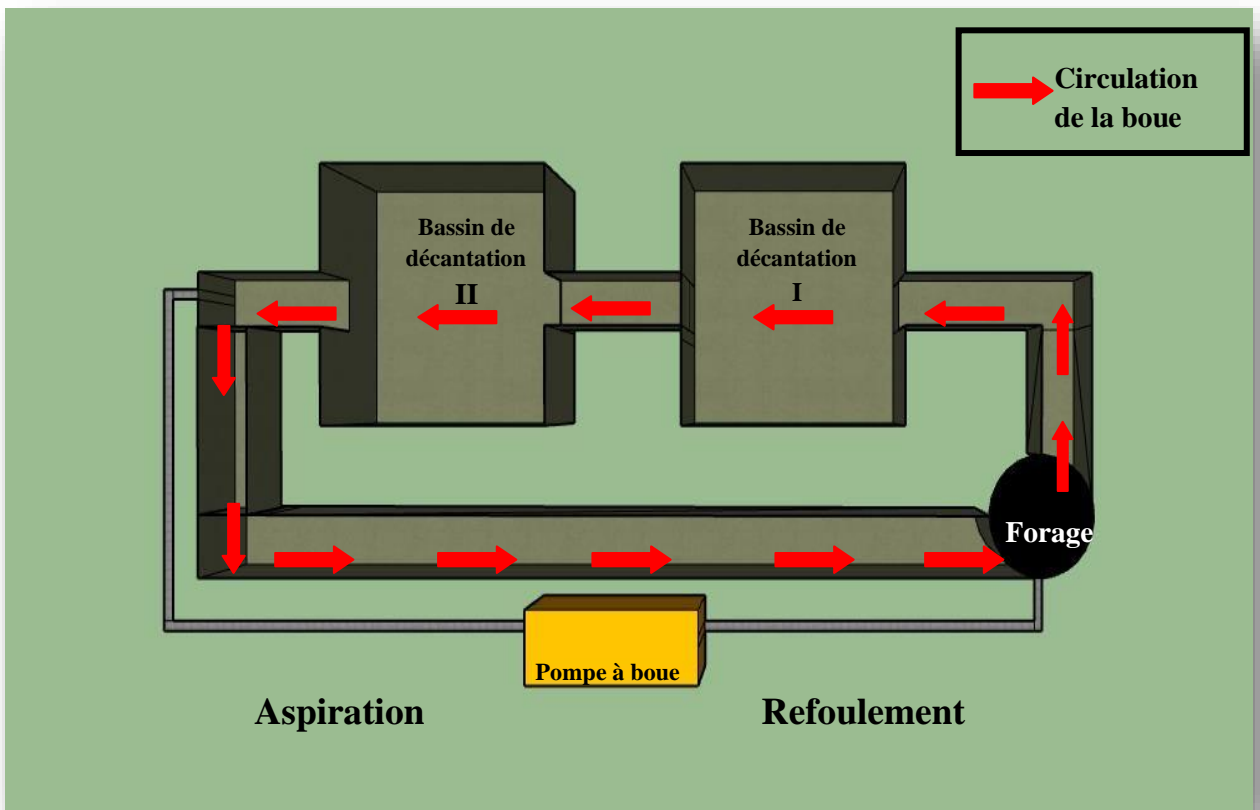 Circulation
de la boue
Bassin de
décantation
II
Bassin de
décantation
I
Forage
Pompe à boue
Aspiration
Refoulement